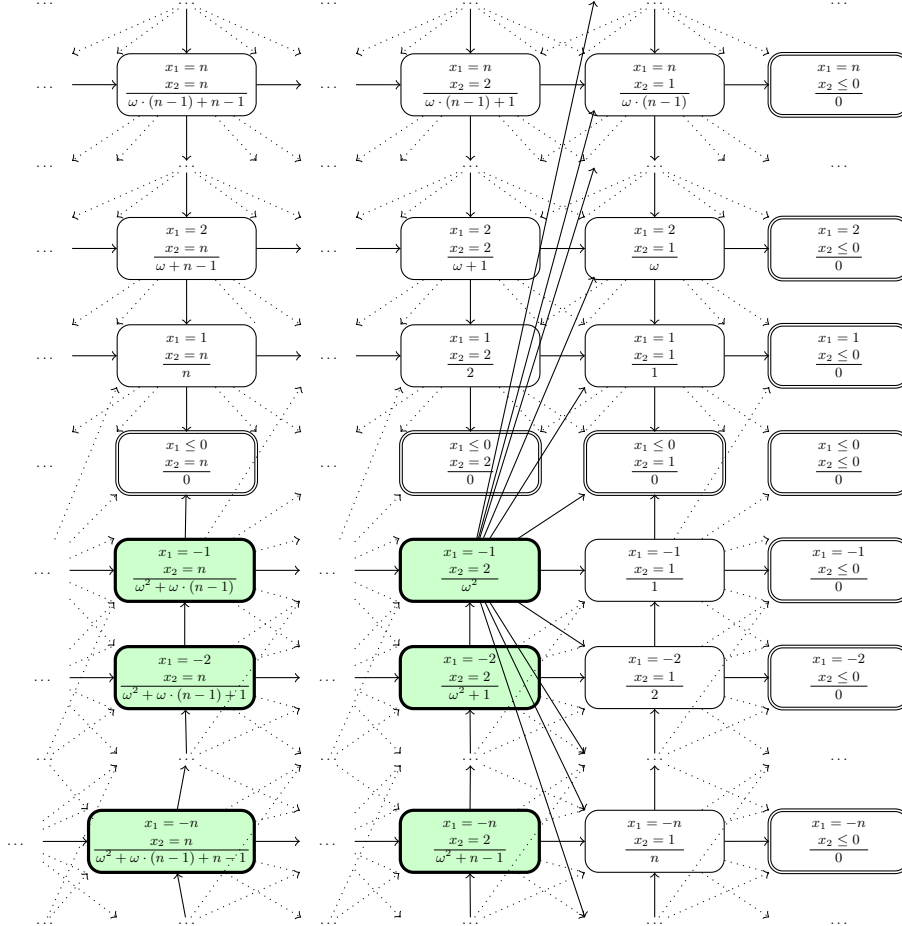 ... ... ... ... ...
x₁ = n x₁ = n x₁ = n x₁ = n
x₂ = n x₂ = 2 x₂ = 1 x₂ ≤ 0
... ... ...
ω · (n − 1) + n − 1 ω · (n − 1) + 1 ω · (n − 1) 0
... ... ... ... ...
x₁ = 2 x₁ = 2 x₁ = 2 x₁ = 2
x₂ = n x₂ = 2 x₂ = 1 x₂ ≤ 0
... ...
ω + n − 1 ω + 1 ω 0
x₁ = 1 x₁ = 1 x₁ = 1 x₁ = 1
x₂ = n x₂ = 2 x₂ = 1 x₂ ≤ 0
... ...
n 2 1 0
x₁ ≤ 0 x₁ ≤ 0 x₁ ≤ 0 x₁ ≤ 0
x₂ = n x₂ = 2 x₂ = 1 x₂ ≤ 0
... ...
0 0 0 0
x₁ = −1 x₁ = −1 x₁ = −1 x₁ = −1
x₂ = n x₂ = 2 x₂ = 1 x₂ ≤ 0
... ...
ω² + ω · (n − 1) ω² 1 0
x₁ = −2 x₁ = −2 x₁ = −2 x₁ = −2
x₂ = n x₂ = 2 x₂ = 1 x₂ ≤ 0
... ...
ω² + ω · (n − 1) + 1 ω² + 1 2 0
... ... ... ... ... ...
x₁ = −n x₁ = −n x₁ = −n x₁ = −n
x₂ = n x₂ = 2 x₂ = 1 x₂ ≤ 0
... ...
ω² + ω · (n − 1) + n − 1 ω² + n − 1 n 0
... ... ... ... ... ...